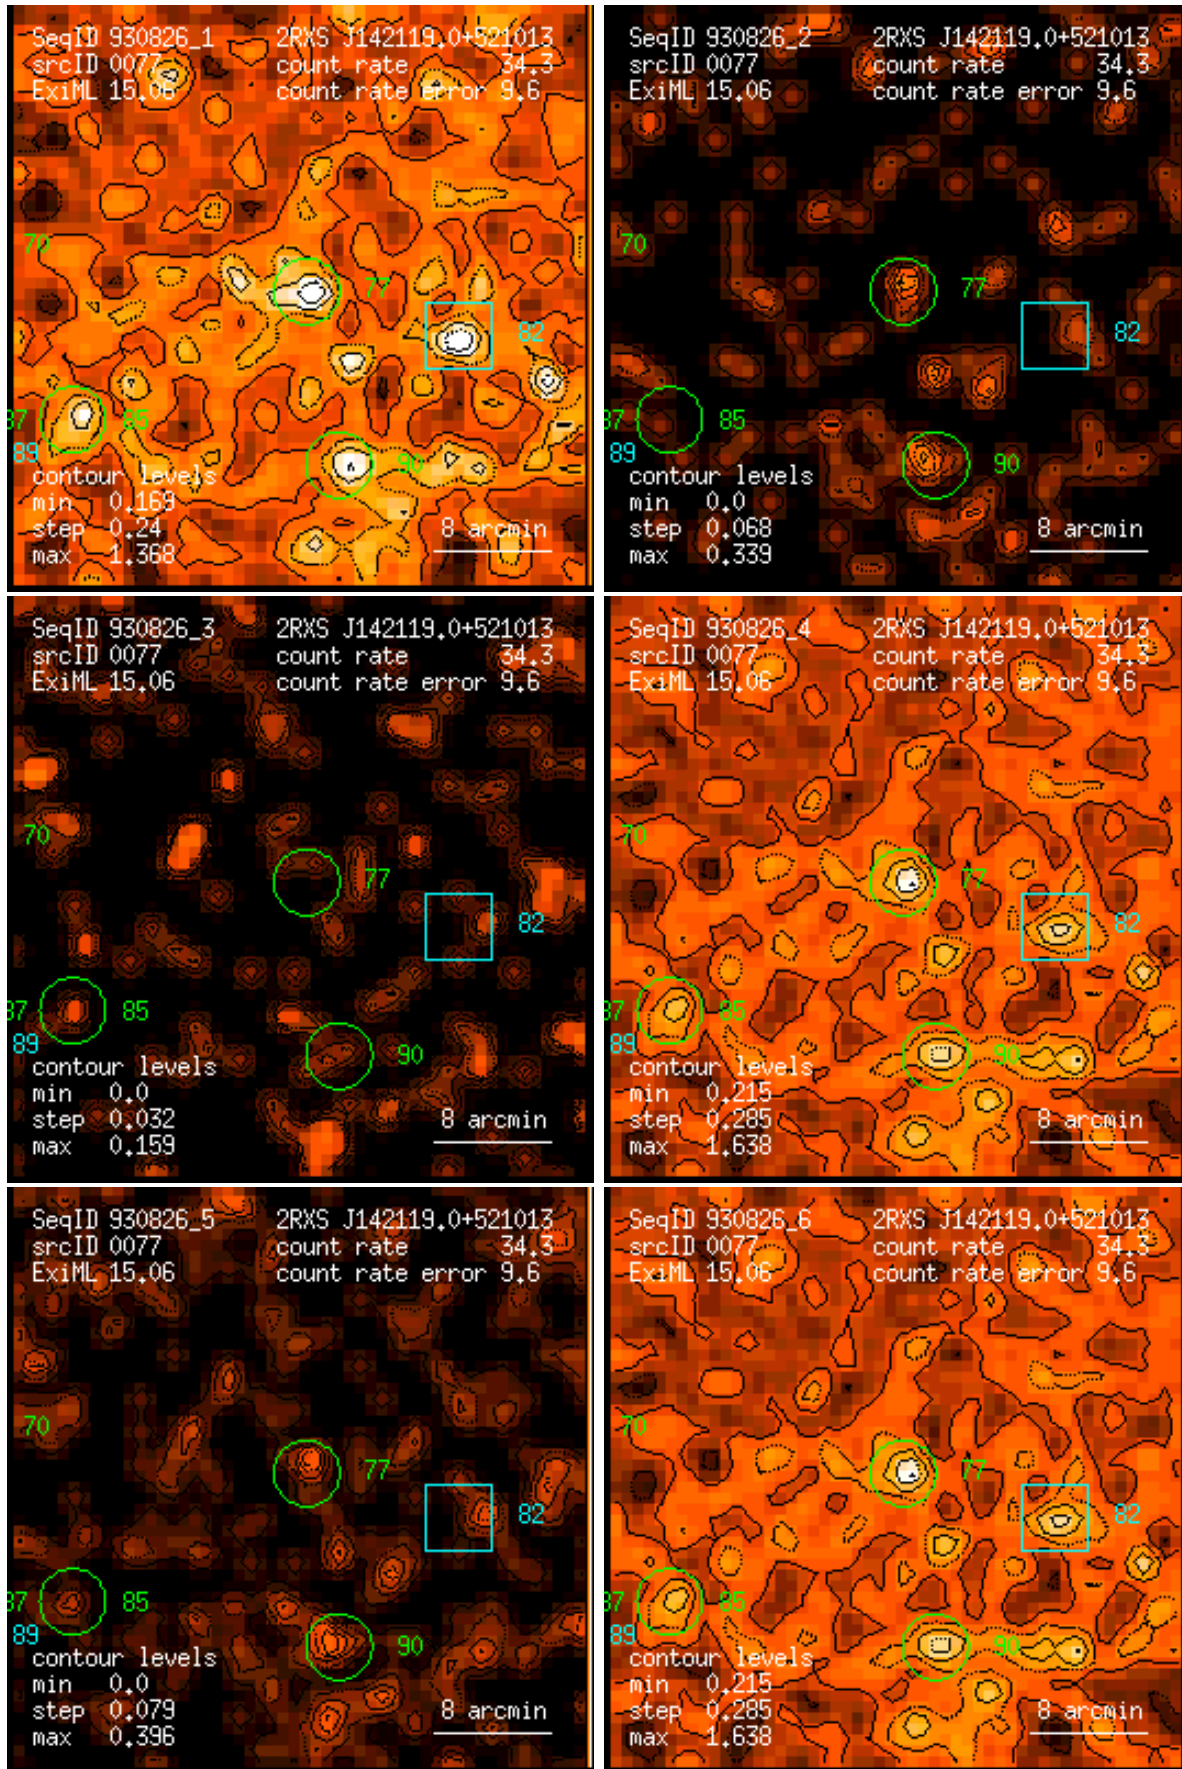 SeqID 930826_1 2RXS J142119.0+521013
srcID 0077 count rate 34.3
ExiML 15.06 count rate error 9.6
70
77
82
87 85
89
90
contour levels
min 0.169
step 0.24 8 arcmin
max 1.368
SeqID 930826_2 2RXS J142119.0+521013
srcID 0077 count rate 34.3
ExiML 15.06 count rate error 9.6
70
77
82
87 85
89
90
contour levels
min 0.0
step 0.068 8 arcmin
max 0.339
SeqID 930826_3 2RXS J142119.0+521013
srcID 0077 count rate 34.3
ExiML 15.06 count rate error 9.6
70
77
82
87 85
89
90
contour levels
min 0.0
step 0.032 8 arcmin
max 0.159
SeqID 930826_4 2RXS J142119.0+521013
srcID 0077 count rate 34.3
ExiML 15.06 count rate error 9.6
70
77
82
87 85
89
90
contour levels
min 0.215
step 0.285 8 arcmin
max 1.638
SeqID 930826_5 2RXS J142119.0+521013
srcID 0077 count rate 34.3
ExiML 15.06 count rate error 9.6
70
77
82
87 85
89
90
contour levels
min 0.0
step 0.079 8 arcmin
max 0.396
SeqID 930826_6 2RXS J142119.0+521013
srcID 0077 count rate 34.3
ExiML 15.06 count rate error 9.6
70
77
82
87 85
89
90
contour levels
min 0.215
step 0.285 8 arcmin
max 1.638